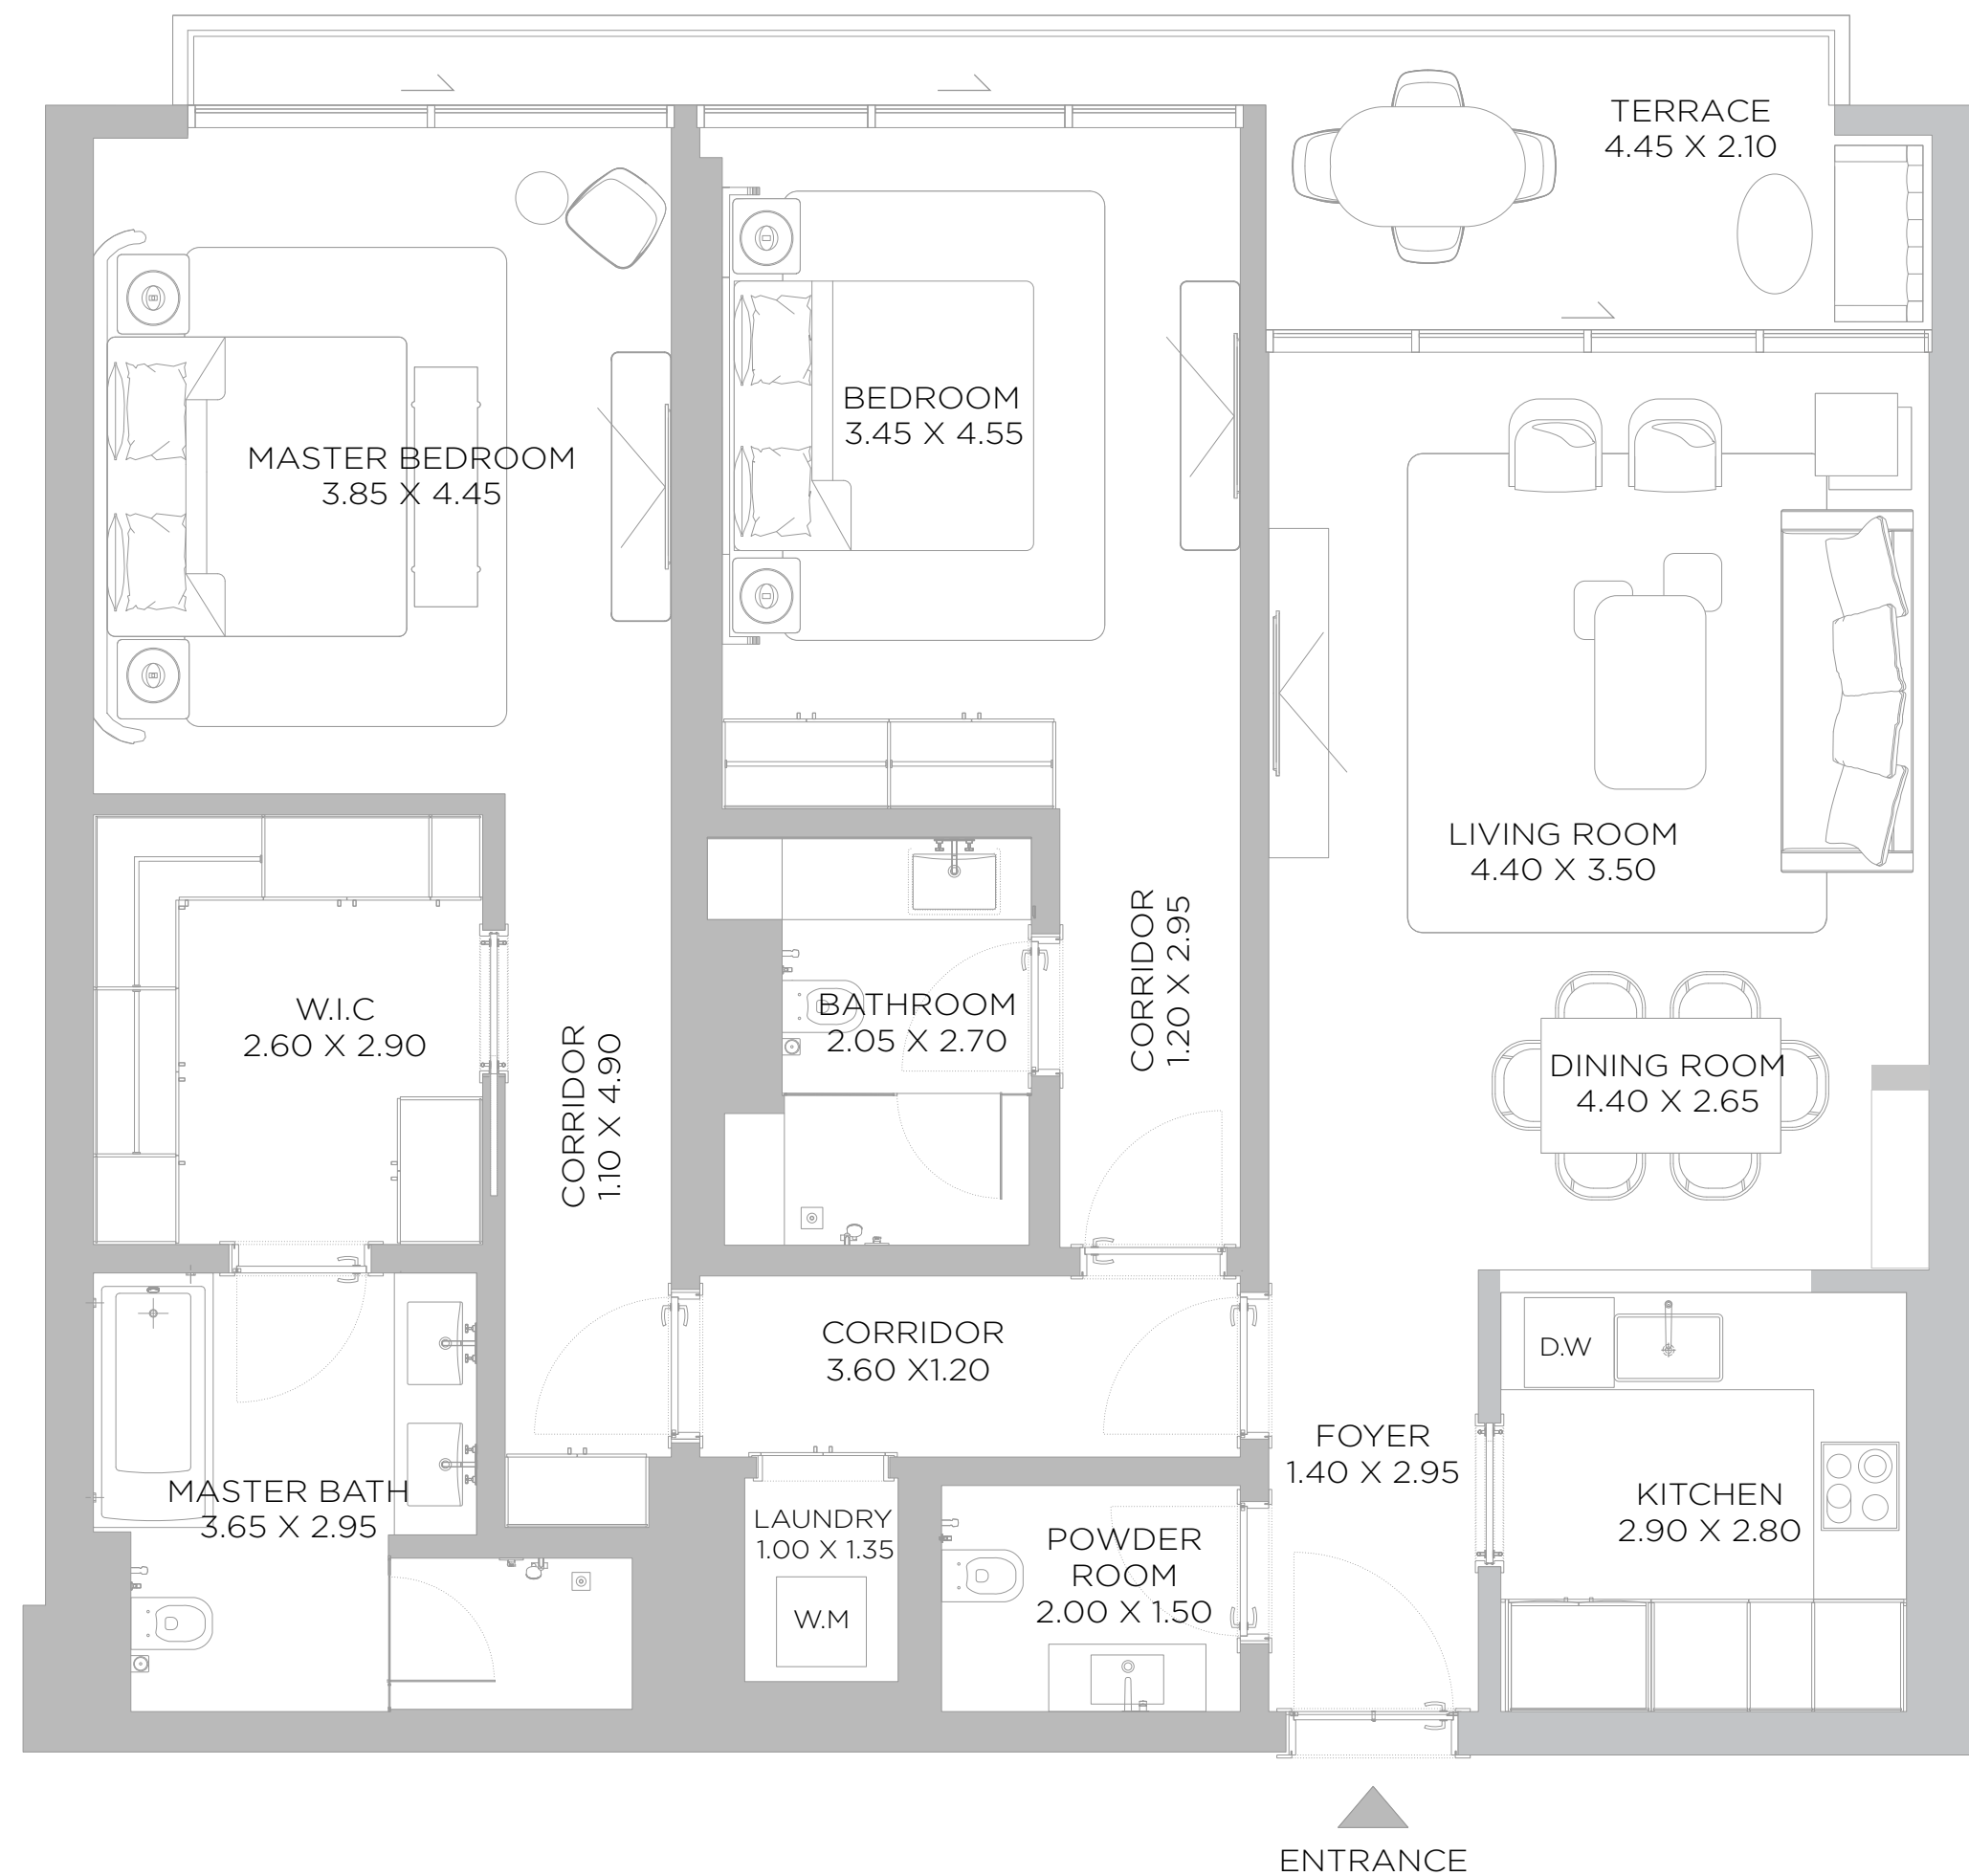 TERRACE
4.45 X 2.10
BEDROOM
3.45 X 4.55
MASTER BEDROOM
3.85 X 4.45
LIVING ROOM
4.40 X 3.50
W.I.C
2.60 X 2.90
BATHROOM
2.05 X 2.70
CORRIDOR
1.20 X 2.95
CORRIDOR
1.10 X 4.90
DINING ROOM
4.40 X 2.65
CORRIDOR
3.60 X1.20
D.W
FOYER
1.40 X 2.95
MASTER BATH
3.65 X 2.95
LAUNDRY
1.00 X 1.35
W.M
POWDER
ROOM
2.00 X 1.50
KITCHEN
2.90 X 2.80
ENTRANCE